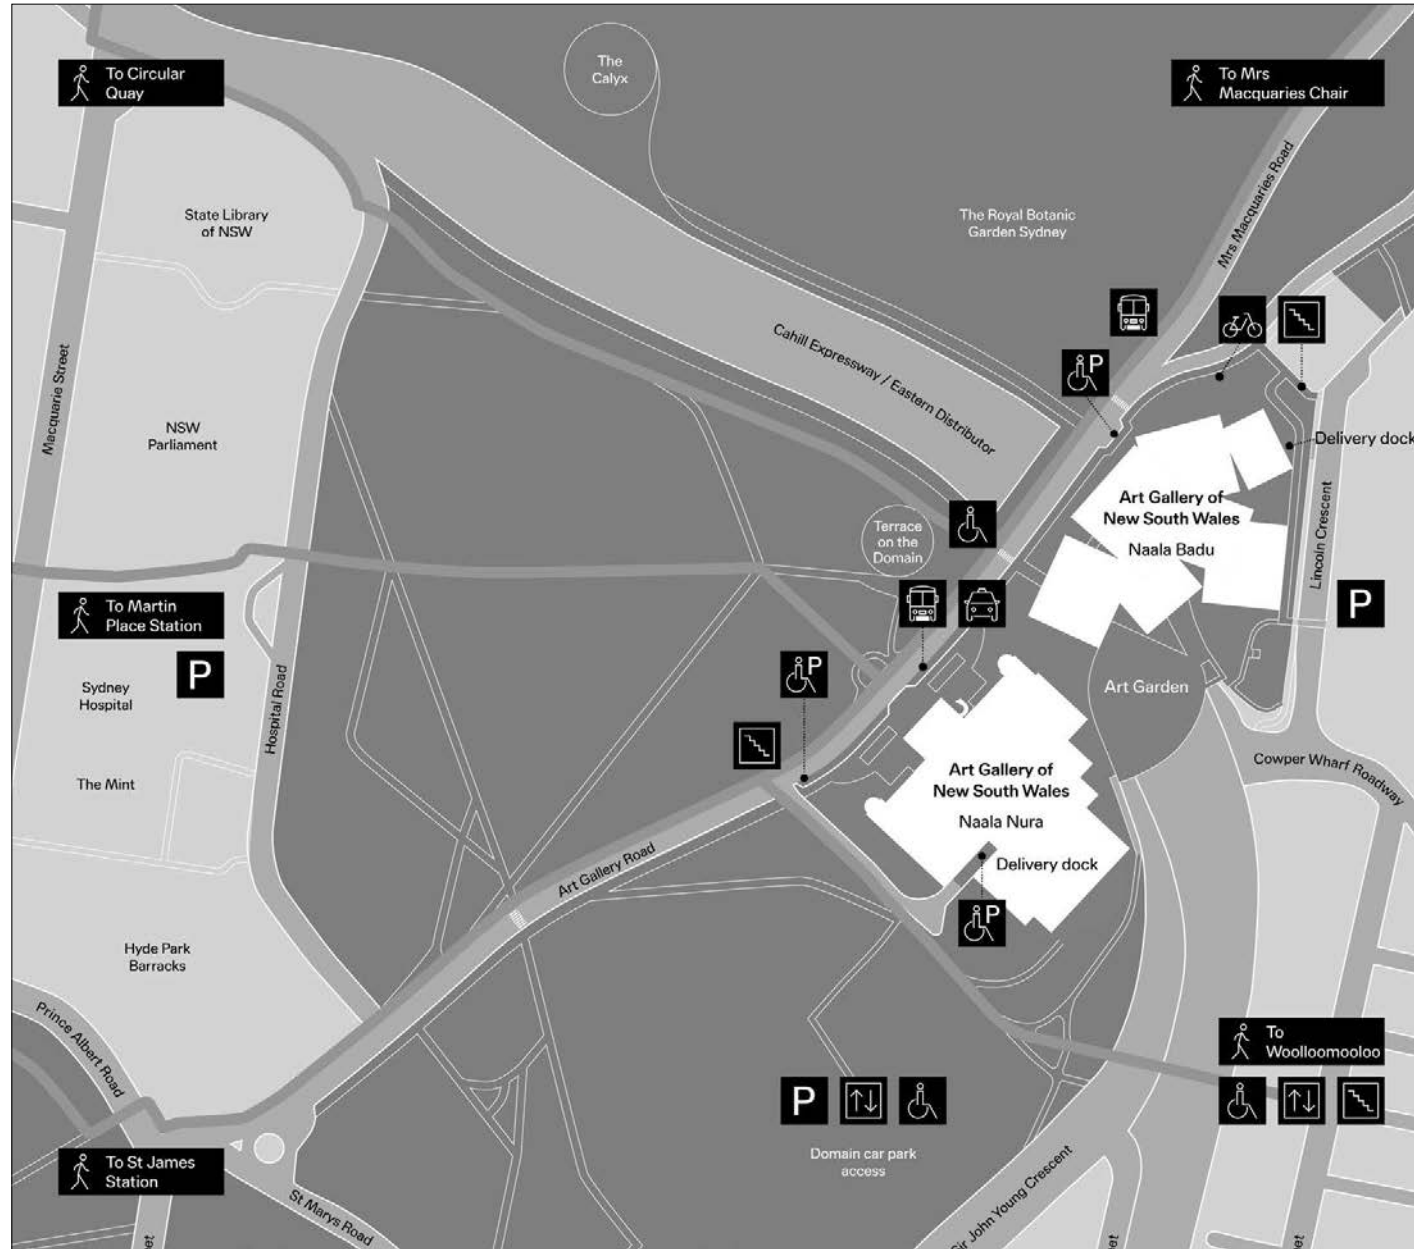 To Circular
Quay
The
Calyx
To Mrs
Macquaries Chair
State Library
of NSW
The Royal Botanic
Garden Sydney
Mrs Macquaries Road
Macquarie Street
Cahill Expressway / Eastern Distributor
P
NSW
Parliament
Delivery dock
Art Gallery of
New South Wales
Naala Badu
Lincoln Crescent
Terrace
on the
Domain
To Martin
Place Station
P
P
Sydney
Hospital
Hospital Road
P
Art Garden
The Mint
Art Gallery of
New South Wales
Naala Nura
Cowper Wharf Roadway
Art Gallery Road
Delivery dock
P
Hyde Park
Barracks
Prince Albert Road
To
Woolloomooloo
P
Domain car park
access
To St James
Station
St Marys Road
Sir John Young Crescent
eet
eet
eet